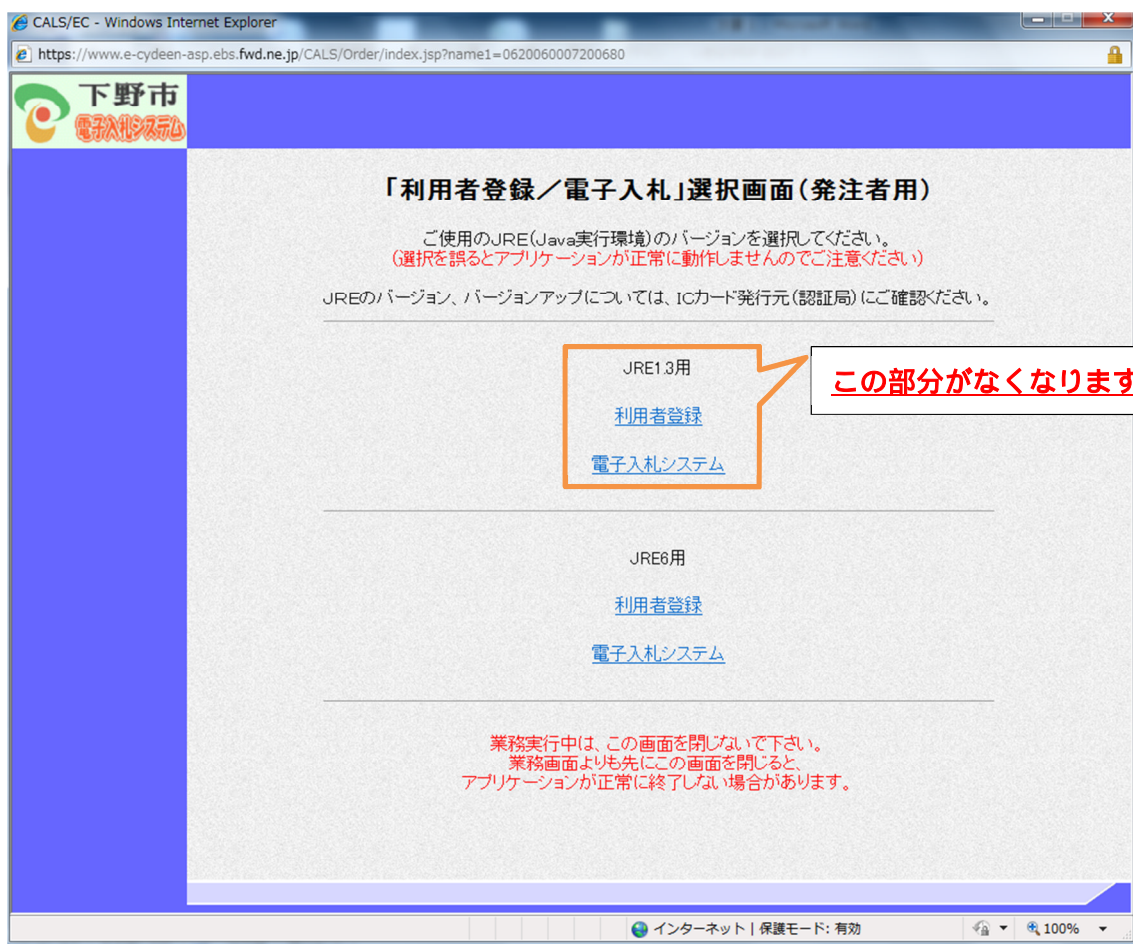 CALS/EC - Windows Internet Explorer
https://www.e-cydeen-asp.ebs.fwd.ne.jp/CALS/Order/index.jsp?name1=0620060007200680
下野市
電子入札システム
「利用者登録／電子入札」選択画面(発注者用)
ご使用のJRE(Java実行環境)のバージョンを選択してください。
(選択を誤るとアプリケーションが正常に動作しませんのでご注意ください)
JREのバージョン、バージョンアップについては、ICカード発行元(認証局)にご確認ください。
JRE1.3用
この部分がなくなります
利用者登録
電子入札システム
JRE6用
利用者登録
電子入札システム
業務実行中は、この画面を閉じないで下さい。
業務画面よりも先にこの画面を閉じると、
アプリケーションが正常に終了しない場合があります。
インターネット | 保護モード: 有効
100%